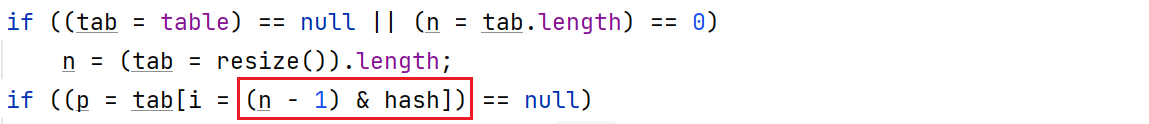 if ((tab = table) == null || (n = tab.length) == 0)
    n = (tab = resize()).length;
if ((p = tab[i = (n - 1) & hash]) == null)